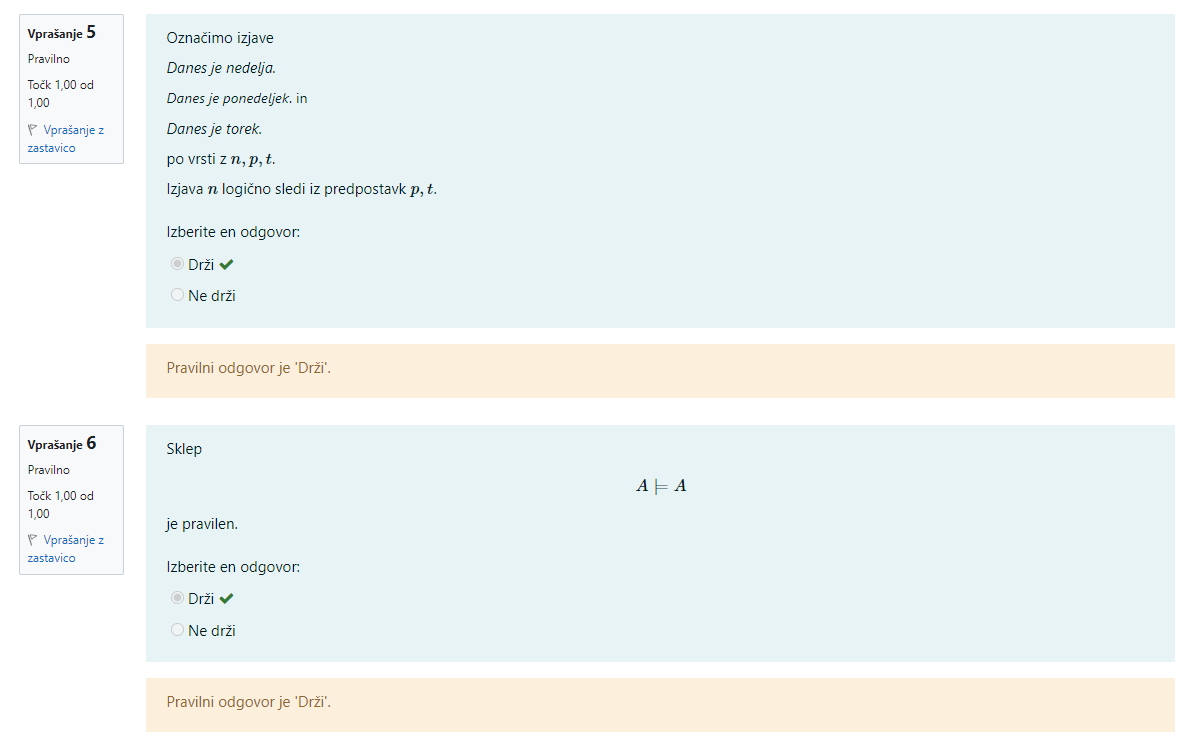 Vprašanje 5
Pravilno
Točk 1,00 od
1,00
Vprašanje z
zastavico
Označimo izjave
Danes je nedelja.
Danes je ponedeljek. in
Danes je torek.
po vrsti z n, p, t.
Izjava n logično sledi iz predpostavk p, t.
Izberite en odgovor:
Drži
Ne drži
Pravilni odgovor je 'Drži'.
Vprašanje 6
Pravilno
Točk 1,00 od
1,00
Vprašanje z
zastavico
Sklep
A ⊨ A
je pravilen.
Izberite en odgovor:
Drži
Ne drži
Pravilni odgovor je 'Drži'.